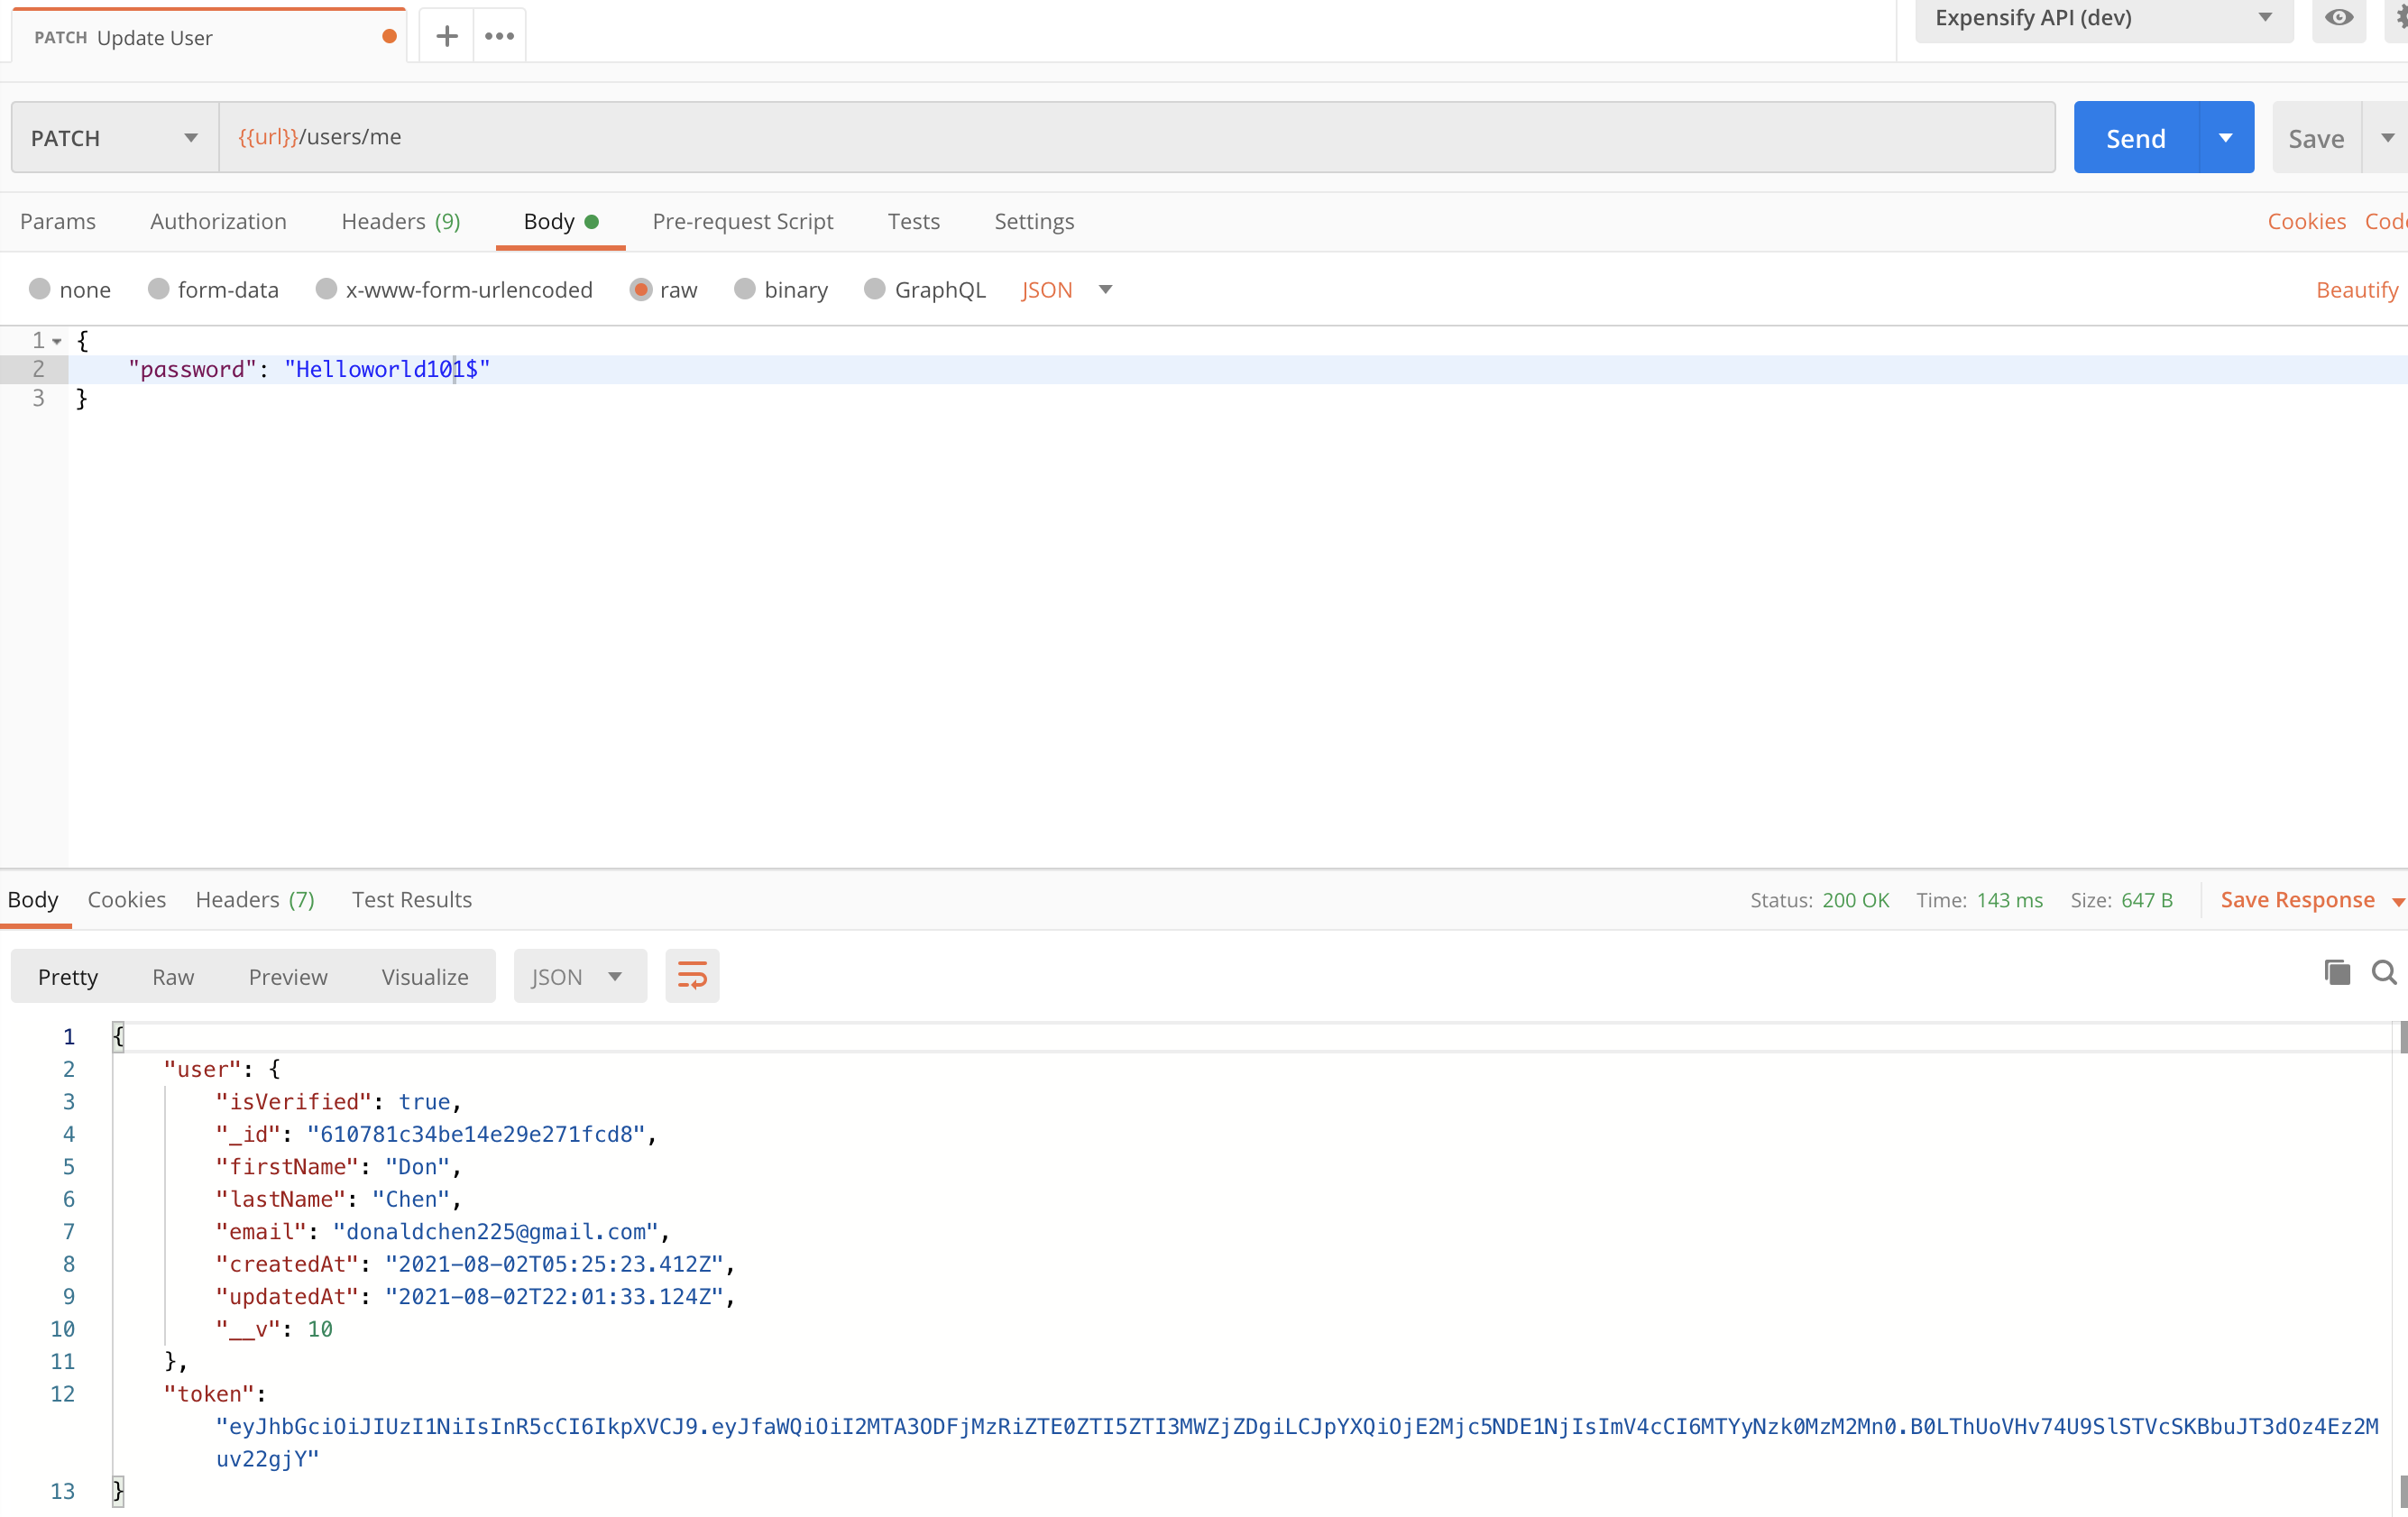 PATCH Update User
Expensify API (dev)
PATCH {{url}}/users/me Send Save
Params Authorization Headers (9) Body Pre-request Script Tests Settings Cookies Code
none form-data x-www-form-urlencoded raw binary GraphQL JSON Beautify
1 {
2 "password": "Helloworld101$"
3 }
Body Cookies Headers (7) Test Results Status: 200 OK Time: 143 ms Size: 647 B Save Response
Pretty Raw Preview Visualize JSON
1 {
2 "user": {
3 "isVerified": true,
4 "_id": "610781c34be14e29e271fcd8",
5 "firstName": "Don",
6 "lastName": "Chen",
7 "email": "donaldchen225@gmail.com",
8 "createdAt": "2021-08-02T05:25:23.412Z",
9 "updatedAt": "2021-08-02T22:01:33.124Z",
10 "__v": 10
11 },
12 "token":
"eyJhbGciOiJIUzI1NiIsInR5cCI6IkpXVCJ9.eyJfaWQiOiI2MTA3ODFjMzRiZTE0ZTI5ZTI3MWZjZDgiLCJpYXQiOjE2Mjc5NDE1NjIsImV4cCI6MTYyNzk0MzM2Mn0.B0LThUoVHv74U9SlSTVcSKBbuJT3dOz4Ez2M
uv22gjY"
13 }